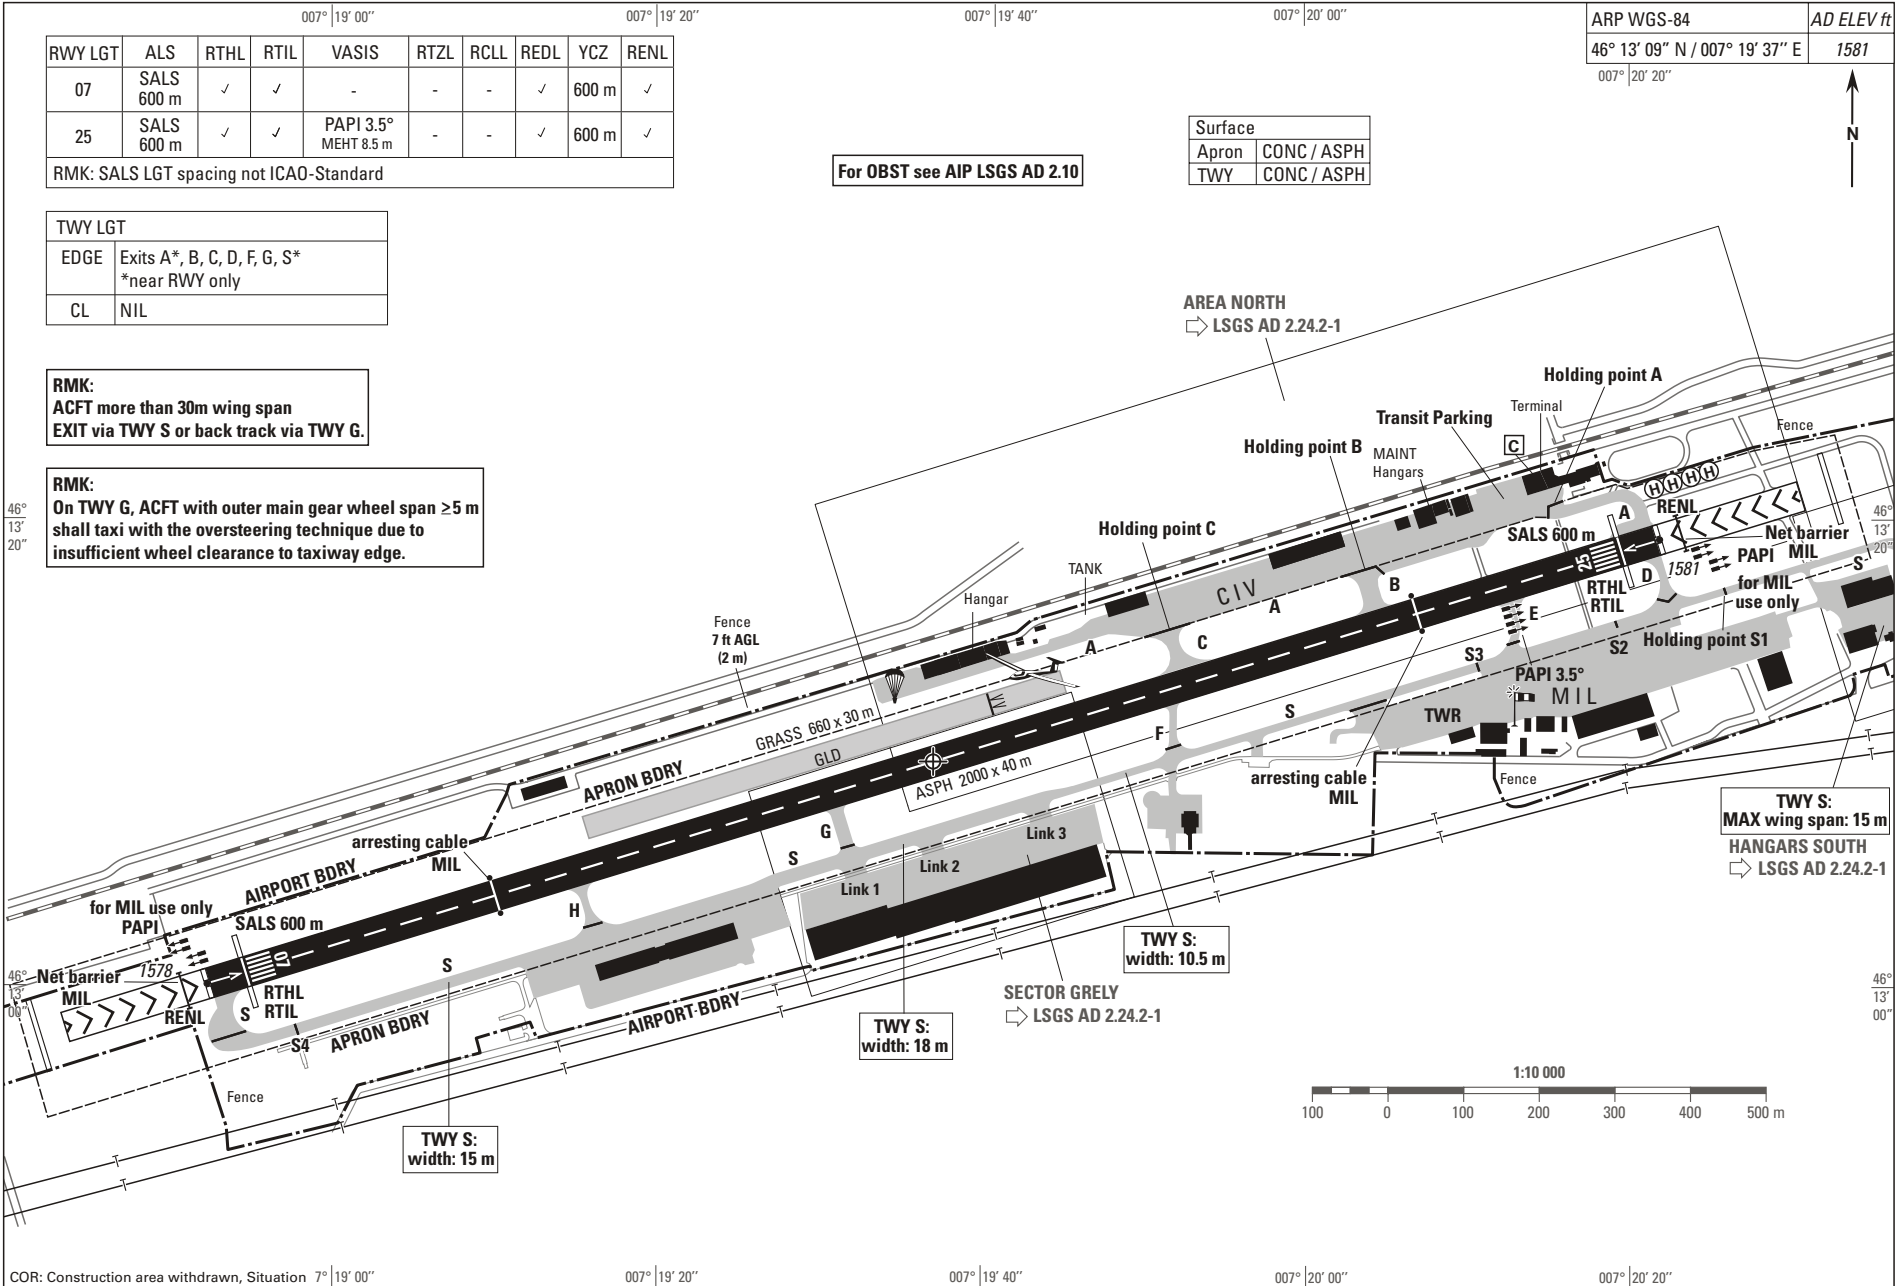 007° 19′ 00″
007° 19′ 20″
007° 19′ 40″
007° 20′ 00″
ARP WGS-84 AD ELEV ft
46° 13′ 09″ N / 007° 19′ 37″ E 1581
007° 20′ 20″
N
RWY LGT ALS RTHL RTIL VASIS RTZL RCLL REDL YCZ RENL
07 SALS 600 m ✓ ✓ - - - ✓ 600 m ✓
25 SALS 600 m ✓ ✓ PAPI 3.5° MEHT 8.5 m - - ✓ 600 m ✓
RMK: SALS LGT spacing not ICAO-Standard
For OBST see AIP LSGS AD 2.10
Surface
Apron CONC / ASPH
TWY CONC / ASPH
TWY LGT
EDGE Exits A*, B, C, D, F, G, S*
*near RWY only
CL NIL
RMK:
ACFT more than 30m wing span
EXIT via TWY S or back track via TWY G.
RMK:
On TWY G, ACFT with outer main gear wheel span ≥5 m
shall taxi with the oversteering technique due to
insufficient wheel clearance to taxiway edge.
46°
13′
20″
AREA NORTH
LSGS AD 2.24.2-1
Holding point A
Terminal
Transit Parking
Fence
Holding point B
C
MAINT
Hangars
H H H H
RENL
A
46°
13′
20″
Holding point C
SALS 600 m
Net barrier
MIL
PAPI
for MIL
use only
TANK
CIV
A
B
25
RTHL
RTIL
D
1581
S
Hangar
E
Fence
7 ft AGL
(2 m)
A
C
S3
S2
Holding point S1
PAPI 3.5°
MIL
GRASS 660 x 30 m
GLD
VV
S
TWR
F
APRON BDRY
ASPH 2000 x 40 m
arresting cable
MIL
Fence
TWY S:
MAX wing span: 15 m
HANGARS SOUTH
LSGS AD 2.24.2-1
arresting cable
MIL
G
S
Link 3
Link 2
Link 1
AIRPORT BDRY
for MIL use only
PAPI
SALS 600 m
H
07
TWY S:
width: 10.5 m
46°
13′
00″
Net barrier
MIL
1578
RENL
RTHL
RTIL
S
S
S4
APRON BDRY
AIRPORT BDRY
SECTOR GRELY
LSGS AD 2.24.2-1
TWY S:
width: 18 m
46°
13′
00″
Fence
TWY S:
width: 15 m
1:10 000
100 0 100 200 300 400 500 m
COR: Construction area withdrawn, Situation
7° 19′ 00″
007° 19′ 20″
007° 19′ 40″
007° 20′ 00″
007° 20′ 20″